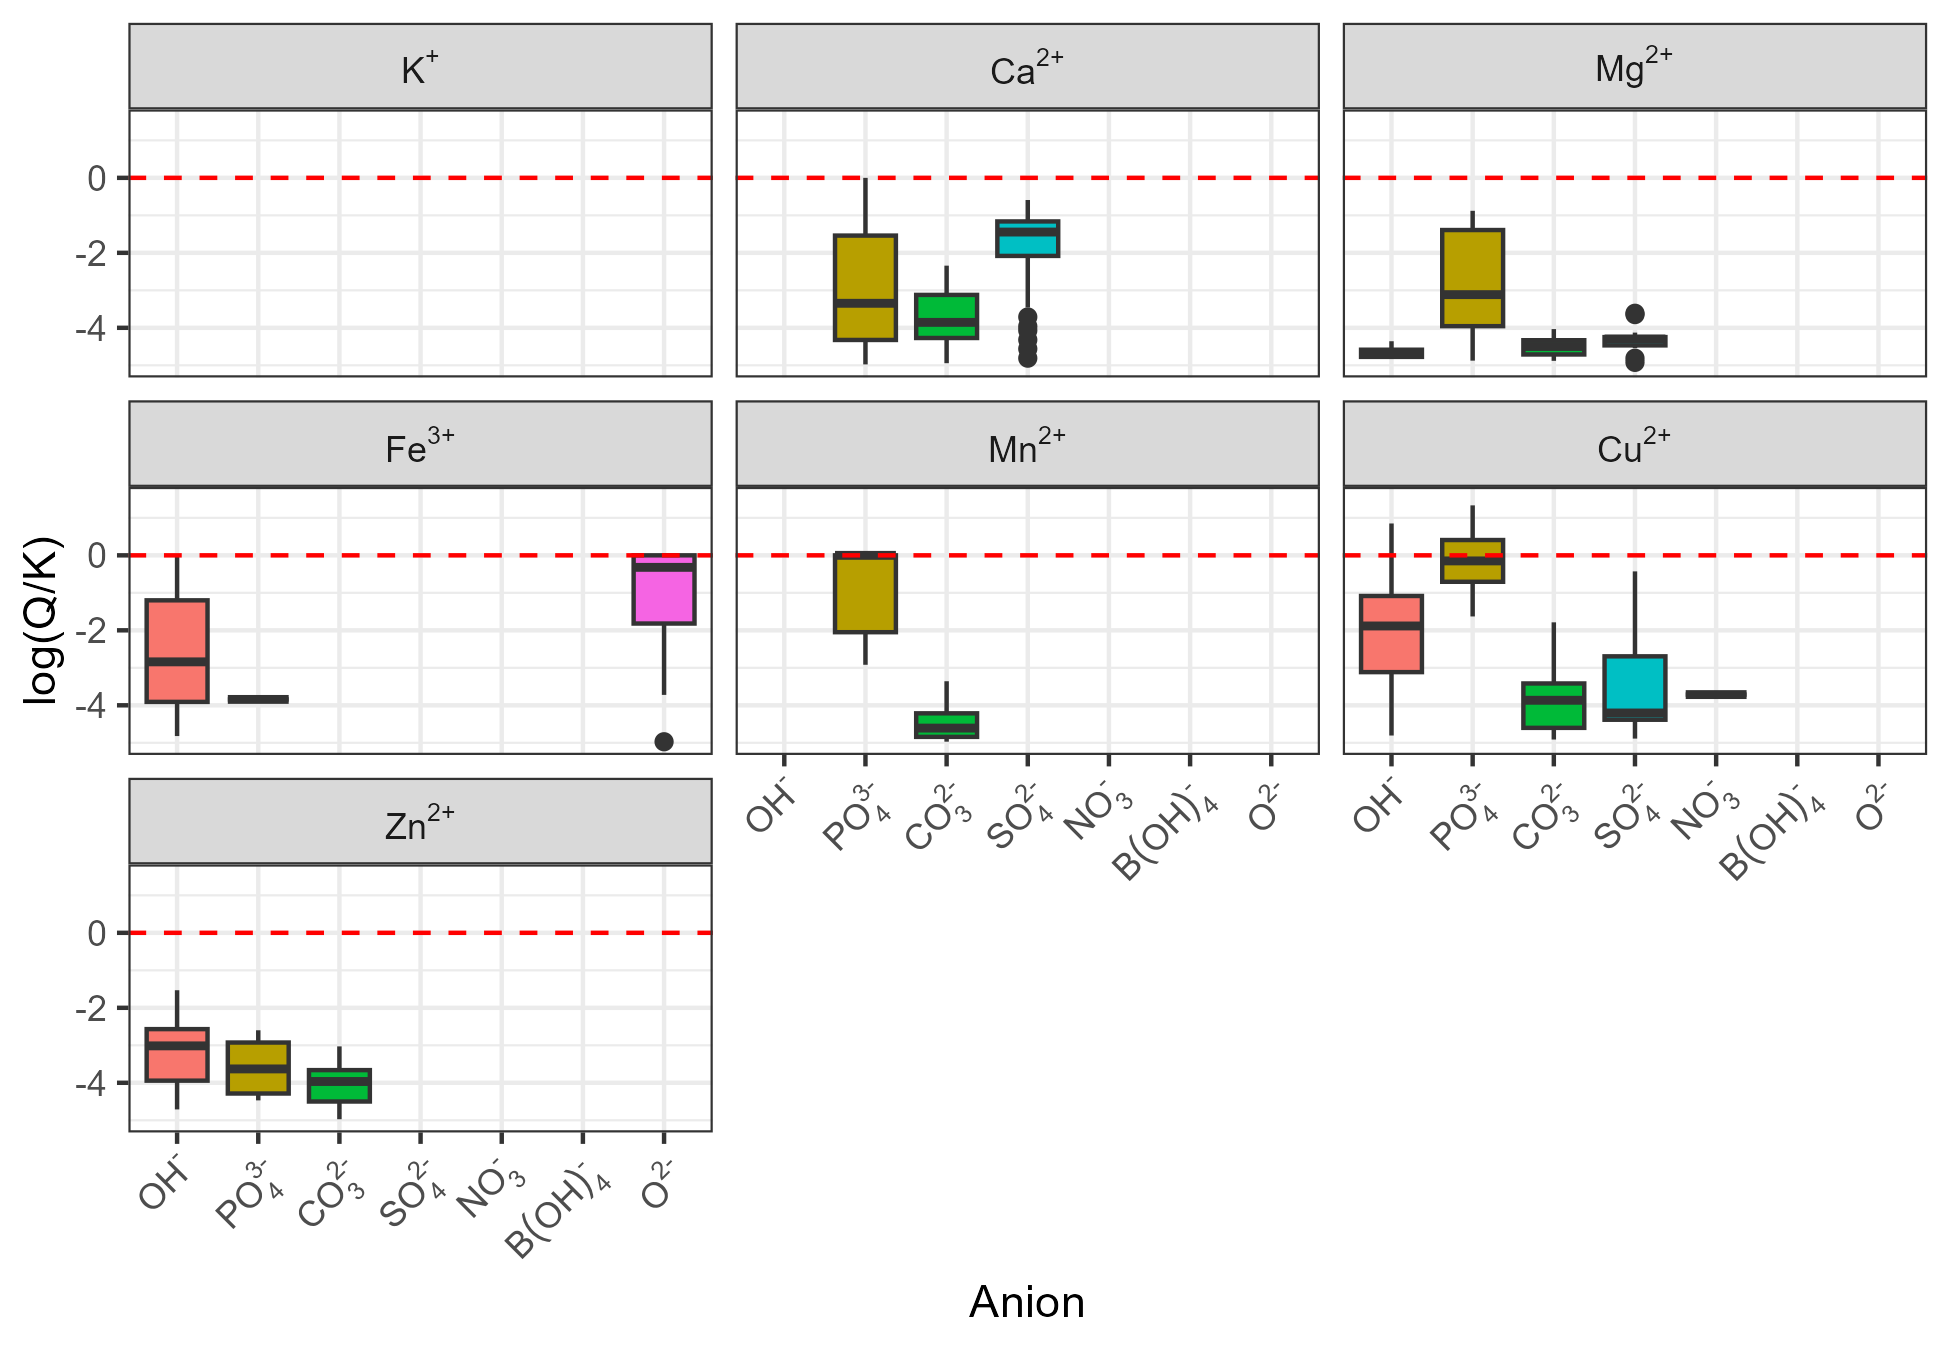 K⁺ Ca²⁺ Mg²⁺
0
-2
-4
Fe³⁺ Mn²⁺ Cu²⁺
log(Q/K)
0
-2
-4
OH⁻ PO₄³⁻ CO₃²⁻ SO₄²⁻ NO₃⁻ B(OH)₄⁻ O²⁻
OH⁻ PO₄³⁻ CO₃²⁻ SO₄²⁻ NO₃⁻ B(OH)₄⁻ O²⁻
Zn²⁺
0
-2
-4
OH⁻ PO₄³⁻ CO₃²⁻ SO₄²⁻ NO₃⁻ B(OH)₄⁻ O²⁻
Anion